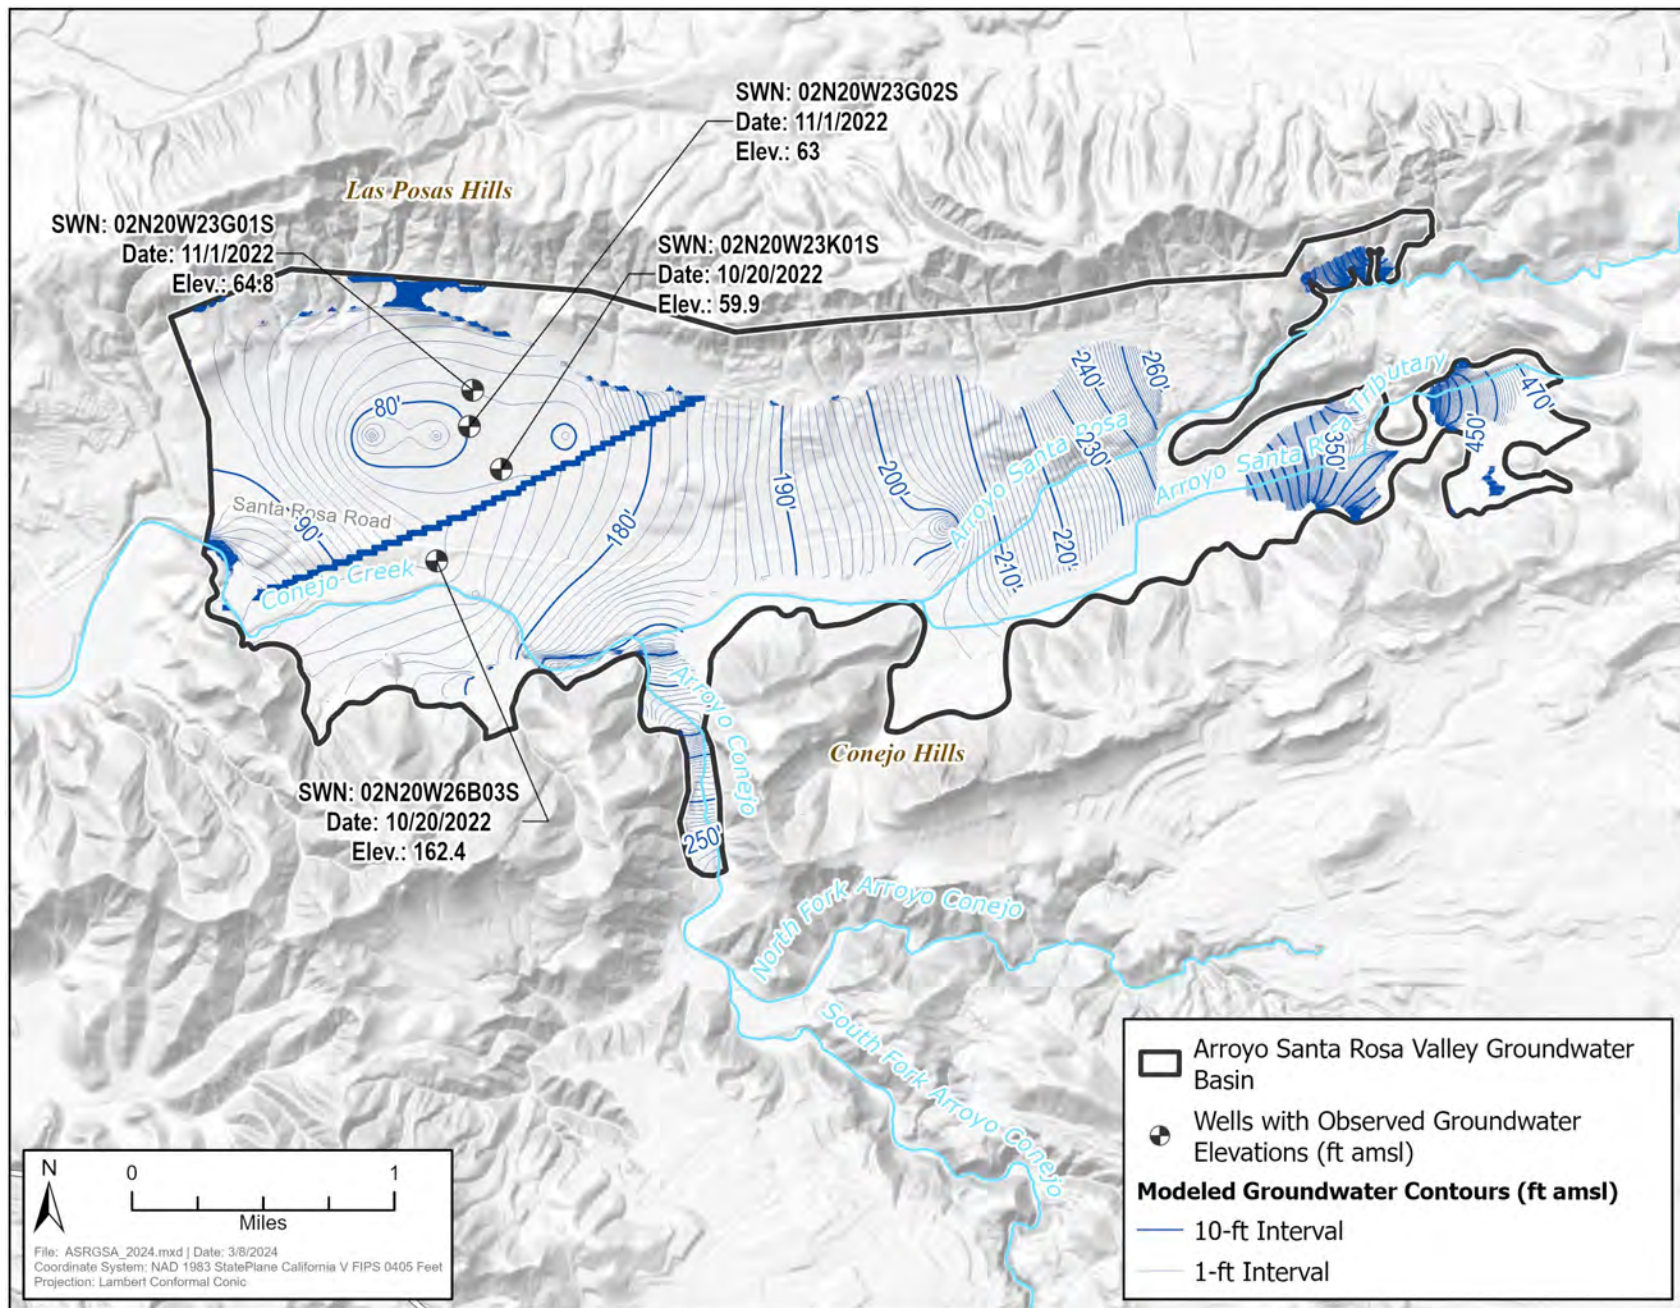 SWN: 02N20W23G02S
Date: 11/1/2022
Elev.: 63
Las Posas Hills
SWN: 02N20W23G01S
Date: 11/1/2022
Elev.: 64.8
SWN: 02N20W23K01S
Date: 10/20/2022
Elev.: 59.9
80'
90'
180'
190'
200'
210'
220'
230'
240'
260'
350'
450'
470'
250'
Santa Rosa Road
Conejo Creek
Arroyo Santa Rosa
Arroyo Santa Rosa Tributary
Arroyo Conejo
Conejo Hills
SWN: 02N20W26B03S
Date: 10/20/2022
Elev.: 162.4
North Fork Arroyo Conejo
South Fork Arroyo Conejo
Arroyo Santa Rosa Valley Groundwater
Basin
Wells with Observed Groundwater
Elevations (ft amsl)
Modeled Groundwater Contours (ft amsl)
10-ft Interval
1-ft Interval
N
0 1
Miles
File: ASRGSA_2024.mxd | Date: 3/8/2024
Coordinate System: NAD 1983 StatePlane California V FIPS 0405 Feet
Projection: Lambert Conformal Conic